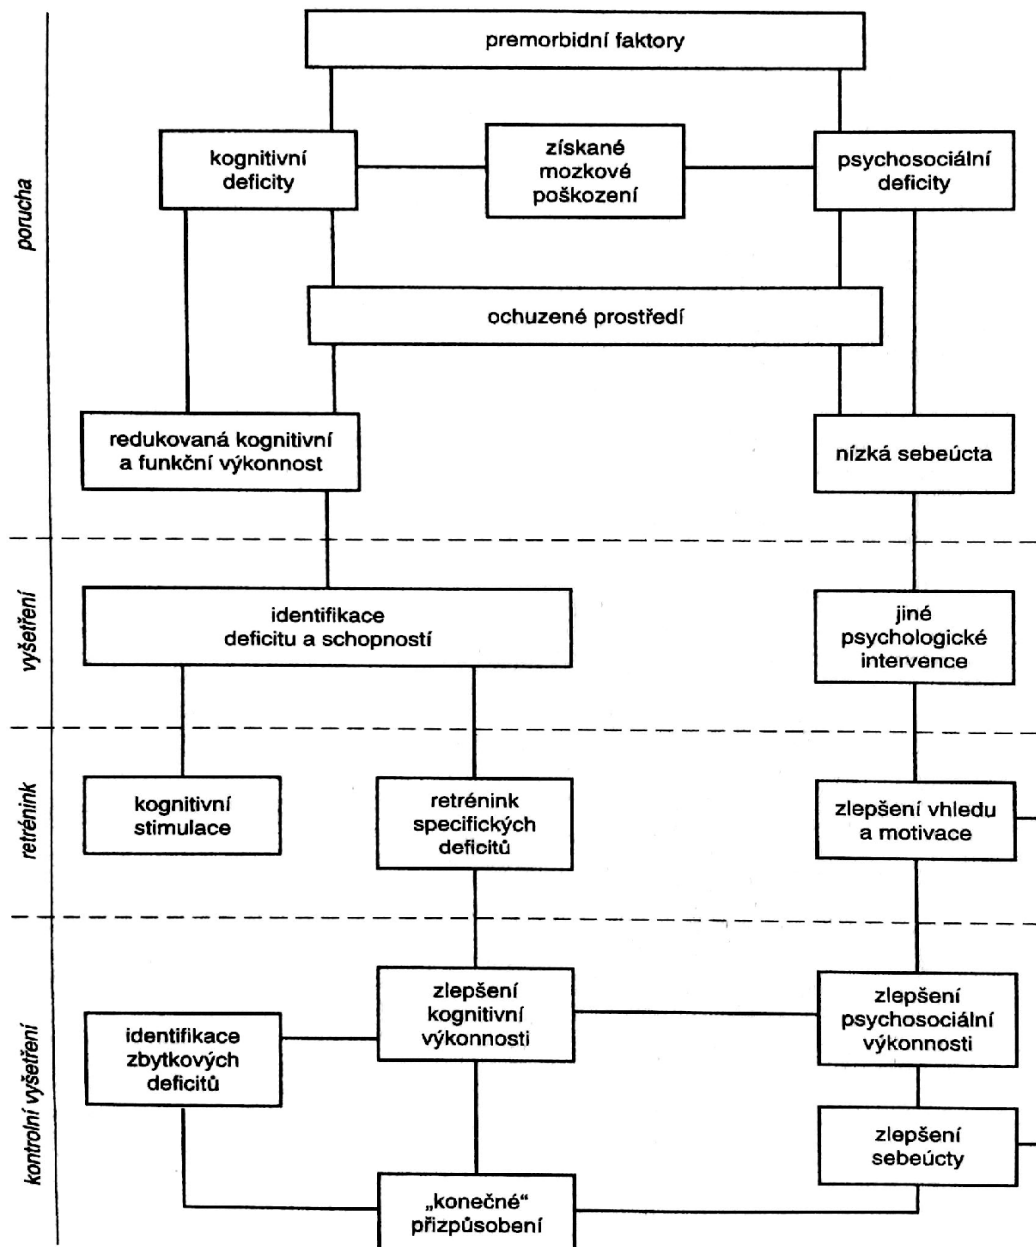 premorbidní faktory
kognitivní
deficity
získané
mozkové
poškození
psychosociální
deficity
porucha
ochuzené prostředí
redukovaná kognitivní
a funkční výkonnost
nízká sebeúcta
vyšetření
identifikace
deficitu a schopností
jiné
psychologické
intervence
retrénink
kognitivní
stimulace
retrénink
specifických
deficitů
zlepšení vhledu
a motivace
kontrolní vyšetření
identifikace
zbytkových
deficitů
zlepšení
kognitivní
výkonnosti
zlepšení
psychosociální
výkonnosti
zlepšení
sebeúcty
„konečné“
přizpůsobení